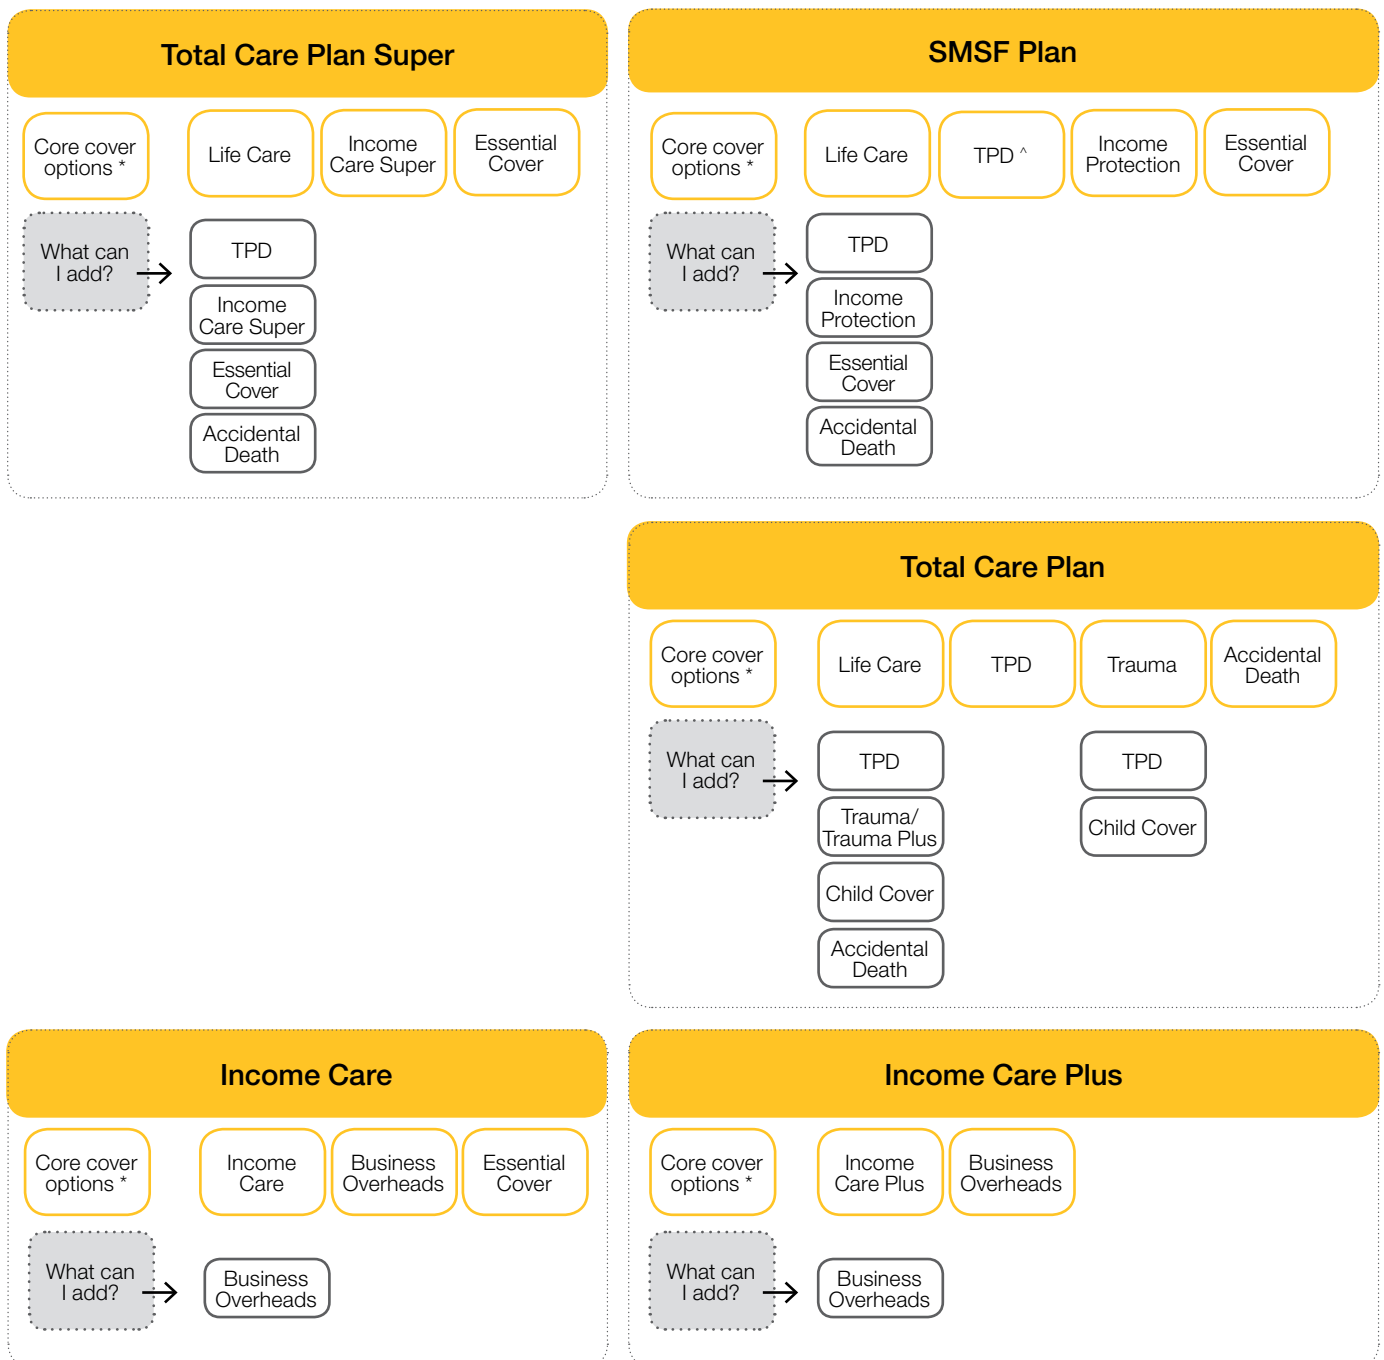 Total Care Plan Super
Core cover
options *
Life Care
Income
Care Super
Essential
Cover
What can
I add?
TPD
Income
Care Super
Essential
Cover
Accidental
Death
SMSF Plan
Core cover
options *
Life Care
TPD ^
Income
Protection
Essential
Cover
What can
I add?
TPD
Income
Protection
Essential
Cover
Accidental
Death
Total Care Plan
Core cover
options *
Life Care
TPD
Trauma
Accidental
Death
What can
I add?
TPD
Trauma/
Trauma Plus
Child Cover
Accidental
Death
TPD
Child Cover
Income Care
Core cover
options *
Income
Care
Business
Overheads
Essential
Cover
What can
I add?
Business
Overheads
Income Care Plus
Core cover
options *
Income
Care Plus
Business
Overheads
What can
I add?
Business
Overheads